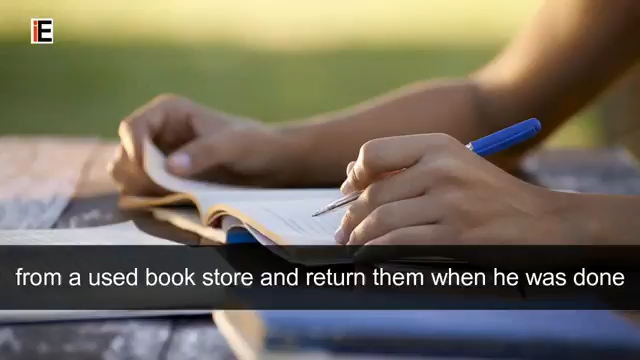 iE
from a used book store and return them when he was done